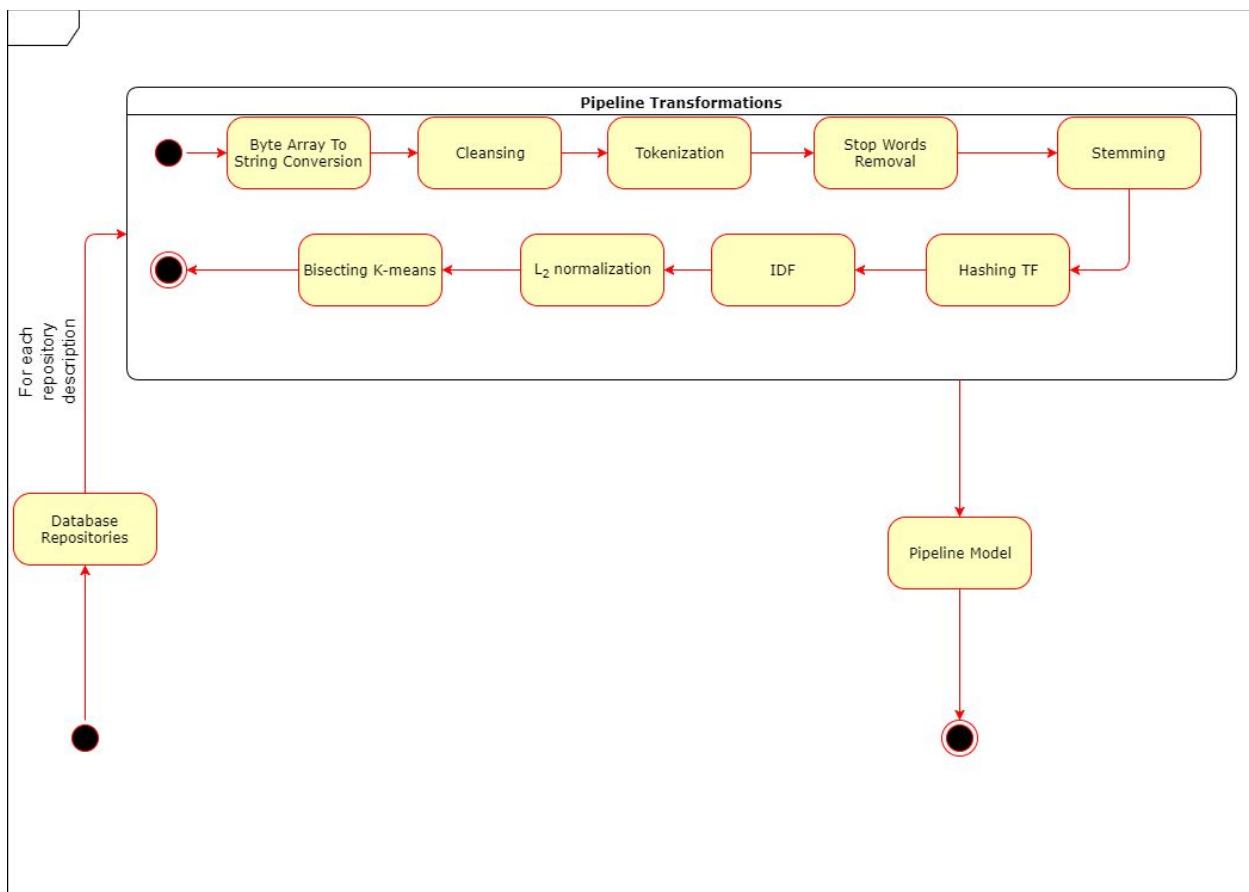 Pipeline Transformations
Byte Array To
String Conversion
Cleansing
Tokenization
Stop Words
Removal
Stemming
Bisecting K-means
L₂ normalization
IDF
Hashing TF
For each
repository
description
Database
Repositories
Pipeline Model